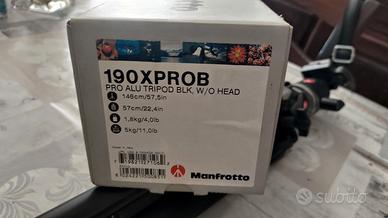 190XPROB
PRO ALU TRIPOD BLK, W/O HEAD
146cm/57,5in
57cm/22,4in
1,8kg/4,0lb
5kg/11,0lb
Manfrotto
subito